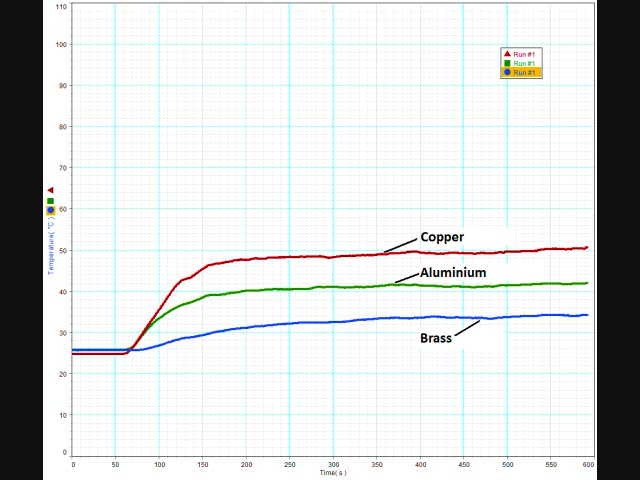 110
100
90
80
70
60
50
40
30
20
10
0
Temperature( °C )
Run #1
Run #1
Run #1
Copper
Aluminium
Brass
0 50 100 150 200 250 300 350 400 450 500 550 600
Time( s )